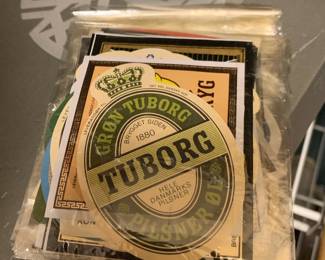 GRØN TUBORG
BRYGGET SIDEN
1880
TUBORG
HELE
DANMARKS
PILSNER
PILSNER ØL